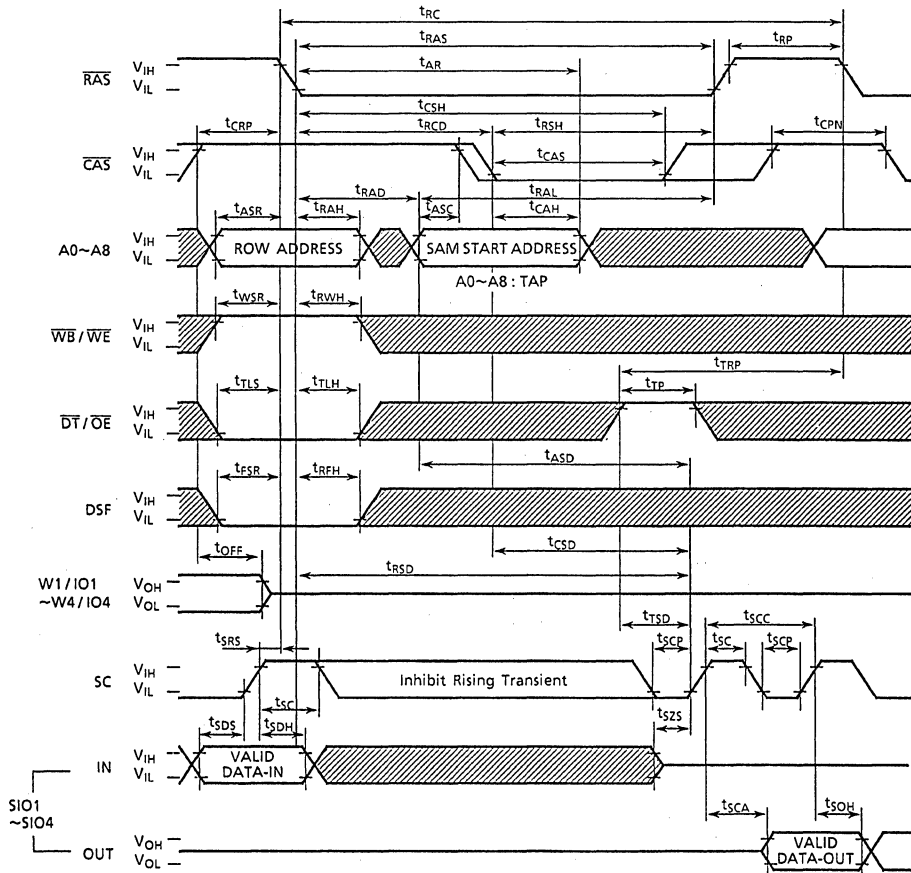 tRC
tRAS
tRP
tAR
RAS
VIH
VIL
tCSH
tCRP
tRCD
tRSH
tCPN
CAS
VIH
VIL
tCAS
tRAD
tRAL
tASR
tRAH
tASC
tCAH
A0~A8
VIH
VIL
ROW ADDRESS
SAM START ADDRESS
A0~A8 : TAP
tWSR
tRWH
WB / WE
VIH
VIL
tTRP
tTLS
tTLH
tTP
DT / OE
VIH
VIL
tASD
tFSR
tRFH
DSF
VIH
VIL
tCSD
tOFF
tRSD
W1 / IO1
~W4 / IO4
VOH
VOL
tTSD
tSCC
tSRS
tSCP
tSC
tSCP
SC
VIH
VIL
Inhibit Rising Transient
tSC
tSZS
tSDS
tSDH
IN
VIH
VIL
VALID
DATA-IN
SIO1
~SIO4
tSCA
tSOH
OUT
VOH
VOL
VALID
DATA-OUT